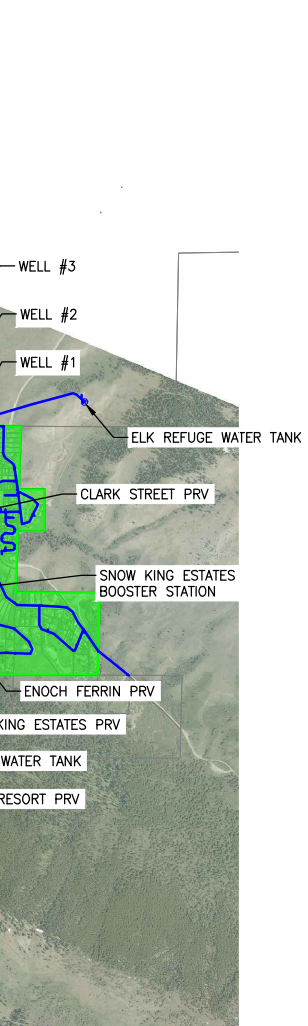 WELL #3
WELL #2
WELL #1
ELK REFUGE WATER TANK
CLARK STREET PRV
SNOW KING ESTATES
BOOSTER STATION
ENOCH FERRIN PRV
KING ESTATES PRV
WATER TANK
RESORT PRV